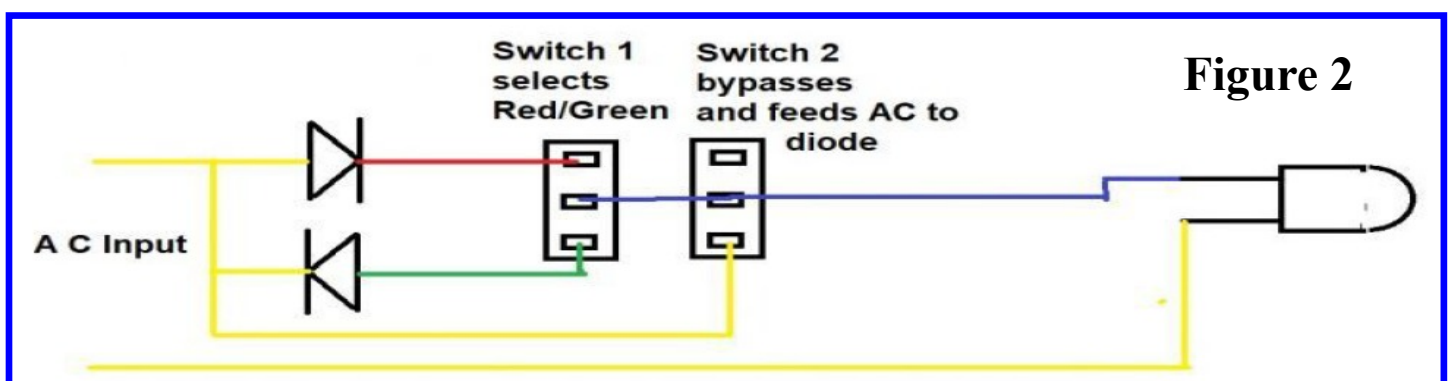 Switch 1
selects
Red/Green
Switch 2
bypasses
and feeds AC to
diode
Figure 2
A C Input